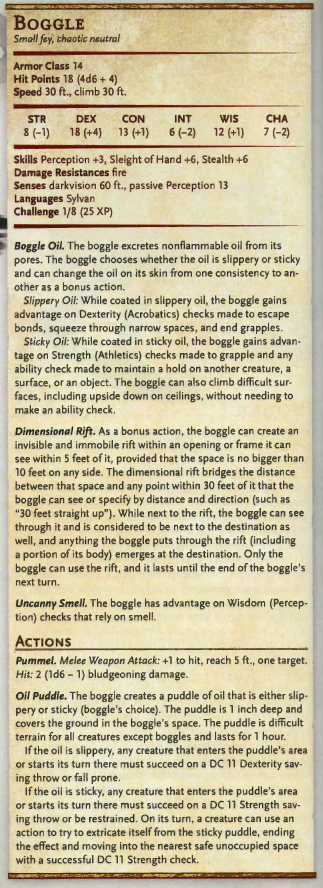 BOGGLE
Small fey, chaotic neutral
Armor Class 14
Hit Points 18 (4d6 + 4)
Speed 30 ft., climb 30 ft.
STR DEX CON INT WIS CHA
8 (–1) 18 (+4) 13 (+1) 6 (–2) 12 (+1) 7 (–2)
Skills Perception +3, Sleight of Hand +6, Stealth +6
Damage Resistances fire
Senses darkvision 60 ft., passive Perception 13
Languages Sylvan
Challenge 1/8 (25 XP)
Boggle Oil. The boggle excretes nonflammable oil from its
pores. The boggle chooses whether the oil is slippery or sticky
and can change the oil on its skin from one consistency to an-
other as a bonus action.
Slippery Oil: While coated in slippery oil, the boggle gains
advantage on Dexterity (Acrobatics) checks made to escape
bonds, squeeze through narrow spaces, and end grapples.
Sticky Oil: While coated in sticky oil, the boggle gains advan-
tage on Strength (Athletics) checks made to grapple and any
ability check made to maintain a hold on another creature, a
surface, or an object. The boggle can also climb difficult sur-
faces, including upside down on ceilings, without needing to
make an ability check.
Dimensional Rift. As a bonus action, the boggle can create an
invisible and immobile rift within an opening or frame it can
see within 5 feet of it, provided that the space is no bigger than
10 feet on any side. The dimensional rift bridges the distance
between that space and any point within 30 feet of it that the
boggle can see or specify by distance and direction (such as
"30 feet straight up"). While next to the rift, the boggle can see
through it and is considered to be next to the destination as
well, and anything the boggle puts through the rift (including
a portion of its body) emerges at the destination. Only the
boggle can use the rift, and it lasts until the end of the boggle's
next turn.
Uncanny Smell. The boggle has advantage on Wisdom (Percep-
tion) checks that rely on smell.
ACTIONS
Pummel. Melee Weapon Attack: +1 to hit, reach 5 ft., one target.
Hit: 2 (1d6 – 1) bludgeoning damage.
Oil Puddle. The boggle creates a puddle of oil that is either slip-
pery or sticky (boggle's choice). The puddle is 1 inch deep and
covers the ground in the boggle's space. The puddle is difficult
terrain for all creatures except boggles and lasts for 1 hour.
If the oil is slippery, any creature that enters the puddle's area
or starts its turn there must succeed on a DC 11 Dexterity sav-
ing throw or fall prone.
If the oil is sticky, any creature that enters the puddle's area
or starts its turn there must succeed on a DC 11 Strength sav-
ing throw or be restrained. On its turn, a creature can use an
action to try to extricate itself from the sticky puddle, ending
the effect and moving into the nearest safe unoccupied space
with a successful DC 11 Strength check.